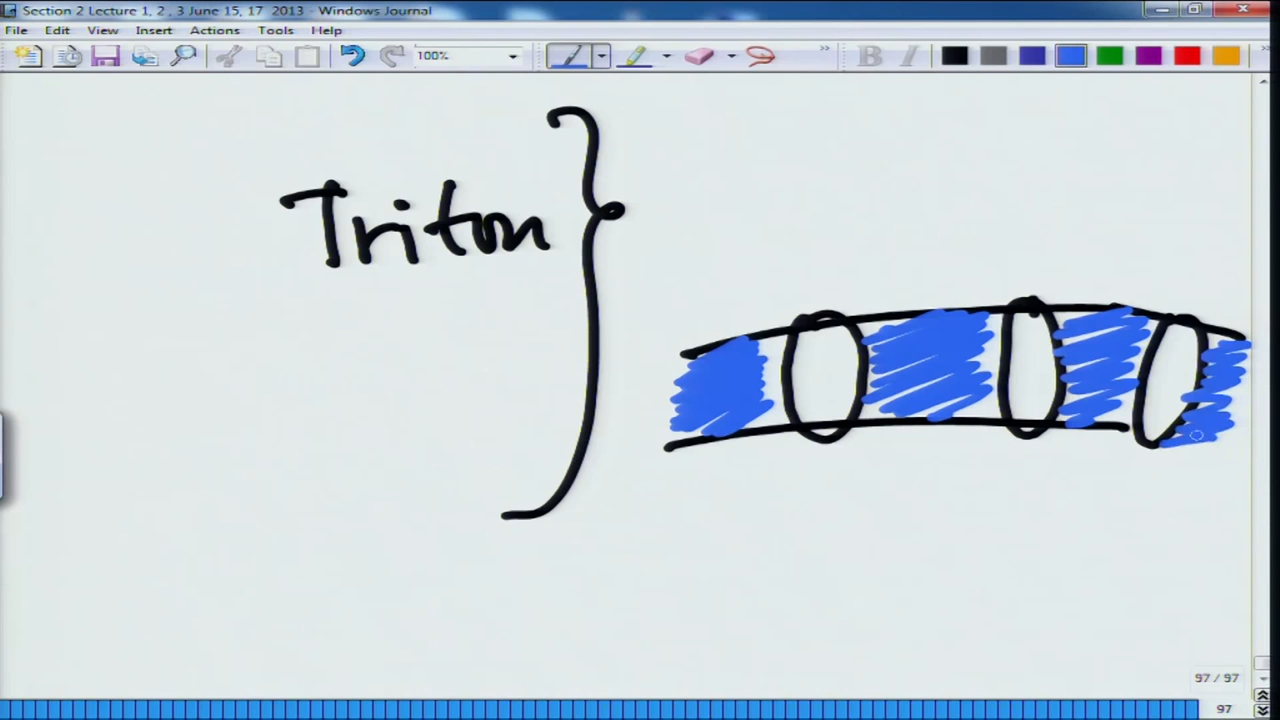 Section 2 Lecture 1, 2 , 3 June 15, 17 2013 - Windows Journal
File Edit View Insert Actions Tools Help
100% B I
Triton
97 / 97
97